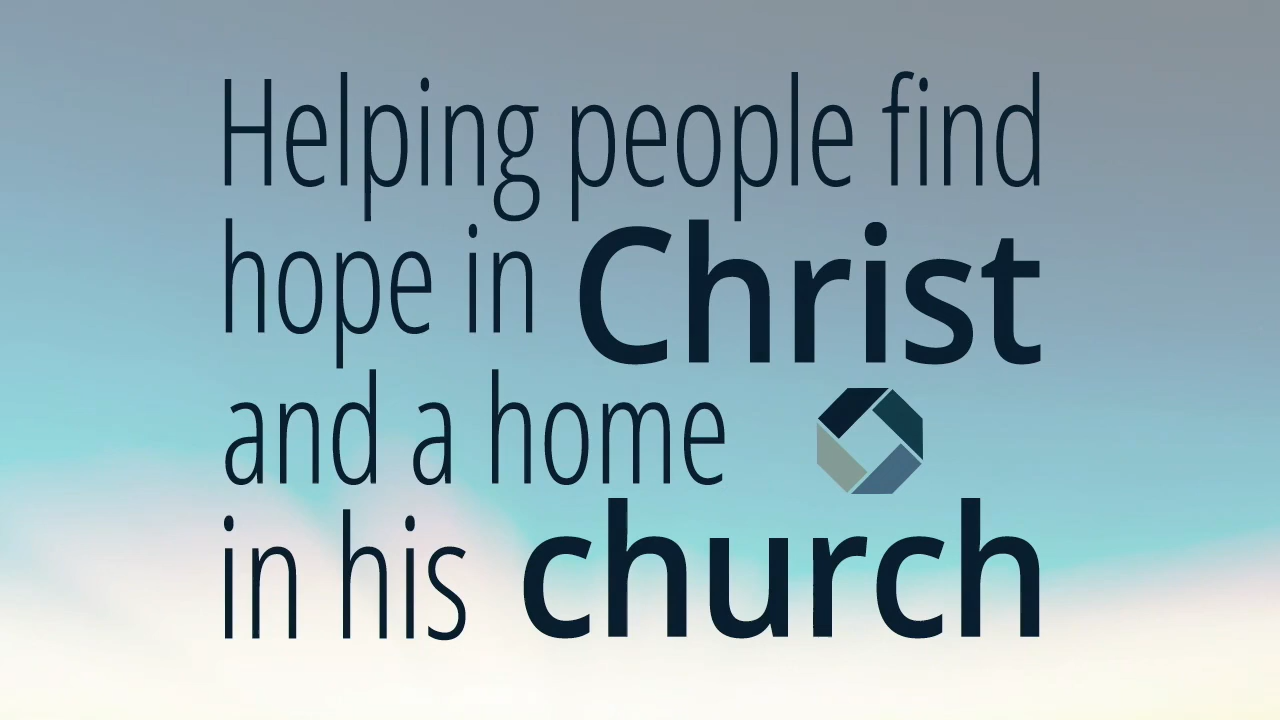 Helping people find
hope in Christ
and a home
in his church